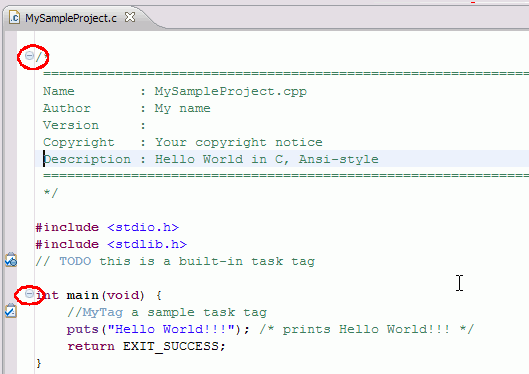 MySampleProject.c
/*
============================================================
Name : MySampleProject.cpp
Author : My name
Version :
Copyright : Your copyright notice
Description : Hello World in C, Ansi-style
============================================================
*/
#include <stdio.h>
#include <stdlib.h>
// TODO this is a built-in task tag
int main(void) {
//MyTag a sample task tag
puts("Hello World!!!"); /* prints Hello World!!! */
return EXIT_SUCCESS;
}